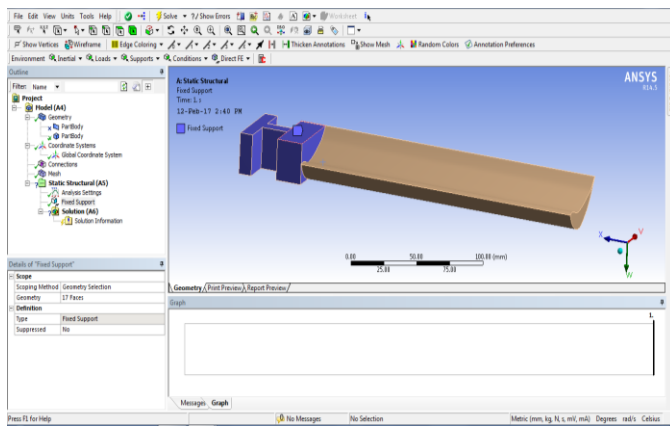 File Edit View Units Tools Help Solve ?/ Show Errors Worksheet
Show Vertices Wireframe Edge Coloring Thicken Annotations Show Mesh Random Colors Annotation Preferences
Environment Inertial Loads Supports Conditions Direct FE
Outline
Filter: Name
Project
Model (A4)
Geometry
PartBody
PartBody
Coordinate Systems
Global Coordinate System
Connections
Mesh
Static Structural (A5)
Analysis Settings
Fixed Support
Solution (A6)
Solution Information
Details of "Fixed Support"
Scope
Scoping Method Geometry Selection
Geometry 17 Faces
Definition
Type Fixed Support
Suppressed No
A: Static Structural
Fixed Support
Time: 1. s
12-Feb-17 2:40 PM
Fixed Support
ANSYS
R14.5
X
Y
0.00 50.00 100.00 (mm)
25.00 75.00
Geometry Print Preview Report Preview
Graph
Messages Graph
Press F1 for Help No Messages No Selection Metric (mm, kg, N, s, mV, mA) Degrees rad/s Celsius